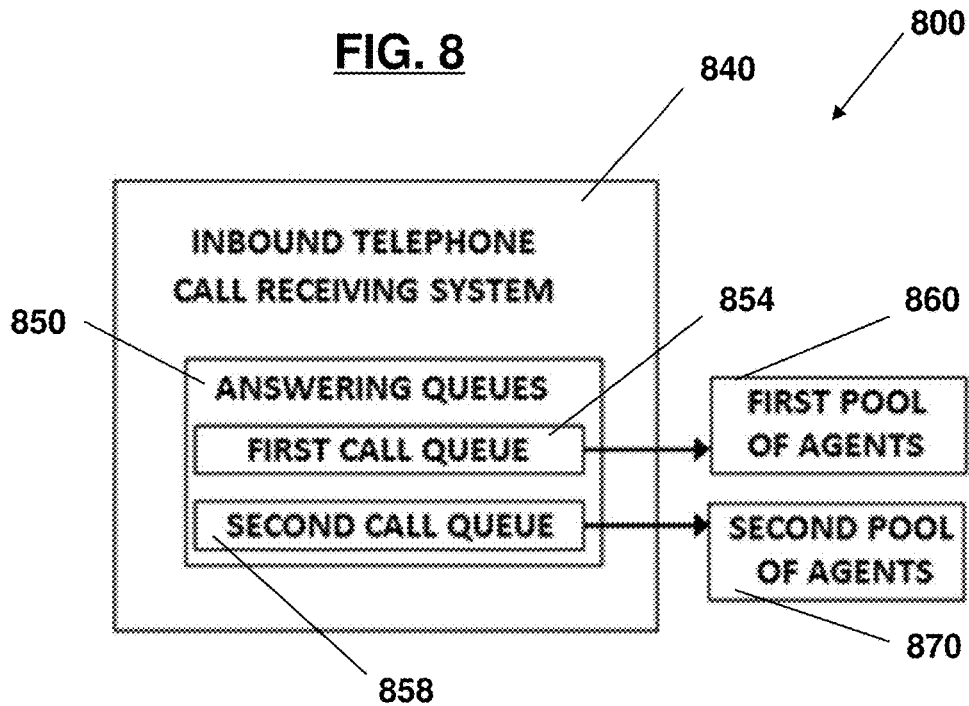 FIG. 8
800
840
INBOUND TELEPHONE
CALL RECEIVING SYSTEM
850
854
860
ANSWERING QUEUES
FIRST CALL QUEUE
FIRST POOL
OF AGENTS
SECOND CALL QUEUE
SECOND POOL
OF AGENTS
858
870